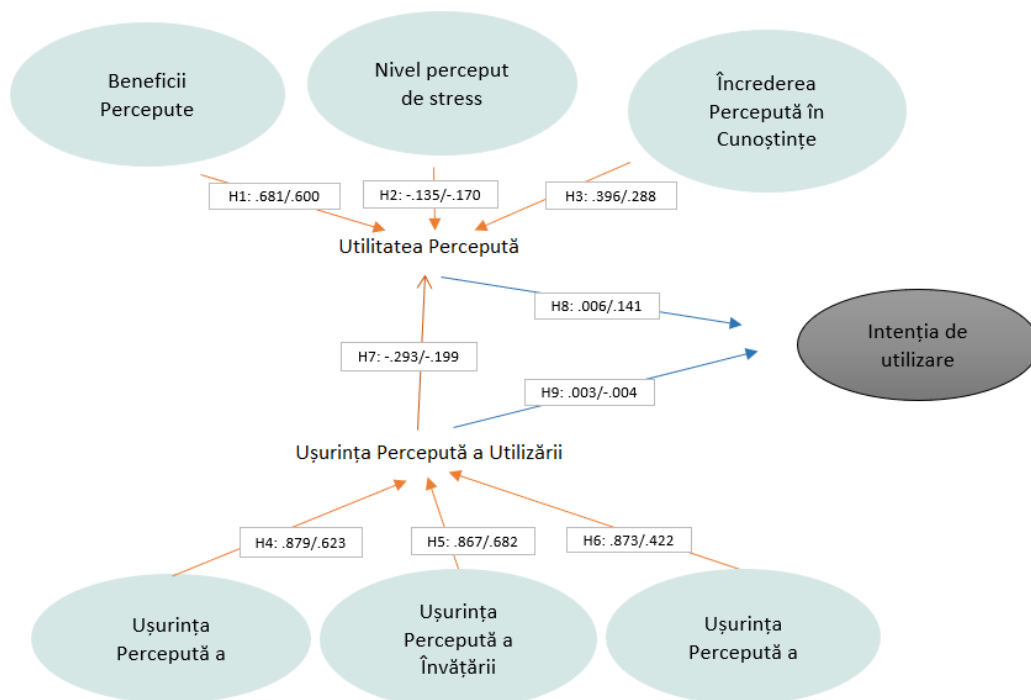 Beneficii
Percepute
Nivel perceput
de stress
Încrederea
Percepută în
Cunoștințe
H1: .681/.600
H2: -.135/-.170
H3: .396/.288
Utilitatea Percepută
H8: .006/.141
Intenția de
utilizare
H7: -.293/-.199
H9: .003/-.004
Ușurința Percepută a Utilizării
H4: .879/.623
H5: .867/.682
H6: .873/.422
Ușurința
Percepută a
Ușurința
Percepută a
Învățării
Ușurința
Percepută a